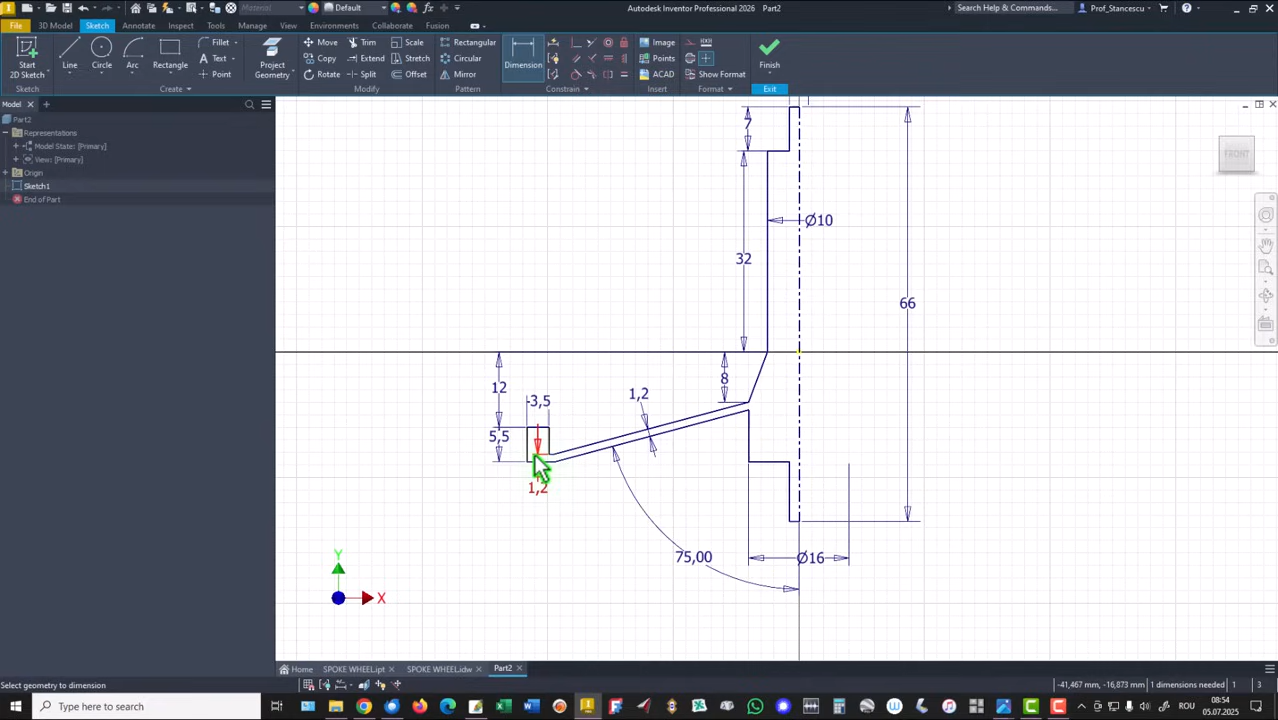 Material
Default
Autodesk Inventor Professional 2026 Part2
Search Help & Commands...
Prof_Stancescu
File
3D Model
Sketch
Annotate
Inspect
Tools
Manage
View
Environments
Collaborate
Fusion
Start
2D Sketch
Line
Circle
Arc
Rectangle
Fillet
Text
Point
Project
Geometry
Move
Trim
Scale
Copy
Extend
Stretch
Rotate
Split
Offset
Rectangular
Circular
Mirror
Dimension
Image
Points
ACAD
Show Format
Finish
Sketch
Create
Modify
Pattern
Constrain
Insert
Format
Exit
Model
Part2
Representations
Model State: [Primary]
View: [Primary]
Origin
Sketch1
End of Part
FRONT
7
Ø10
32
66
12
8
3,5
1,2
5,5
1,2
75,00
Ø16
Y
X
Home
SPOKE WHEEL.ipt
SPOKE WHEEL.idw
Part2
Select geometry to dimension
-41,467 mm, -16,873 mm
1 dimensions needed
1
3
Type here to search
ROU
08:54
05.07.2025